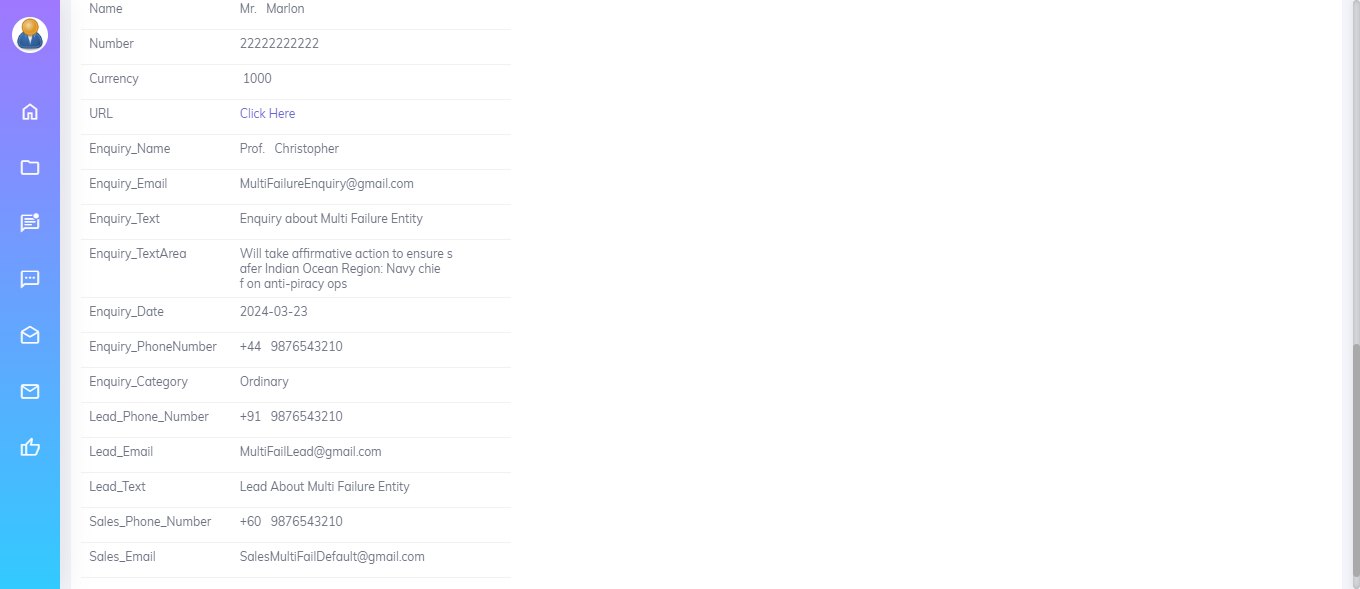 Name Mr. Marlon
Number 22222222222
Currency 1000
URL Click Here
Enquiry_Name Prof. Christopher
Enquiry_Email MultiFailureEnquiry@gmail.com
Enquiry_Text Enquiry about Multi Failure Entity
Enquiry_TextArea Will take affirmative action to ensure s
afer Indian Ocean Region: Navy chie
f on anti-piracy ops
Enquiry_Date 2024-03-23
Enquiry_PhoneNumber +44 9876543210
Enquiry_Category Ordinary
Lead_Phone_Number +91 9876543210
Lead_Email MultiFailLead@gmail.com
Lead_Text Lead About Multi Failure Entity
Sales_Phone_Number +60 9876543210
Sales_Email SalesMultiFailDefault@gmail.com